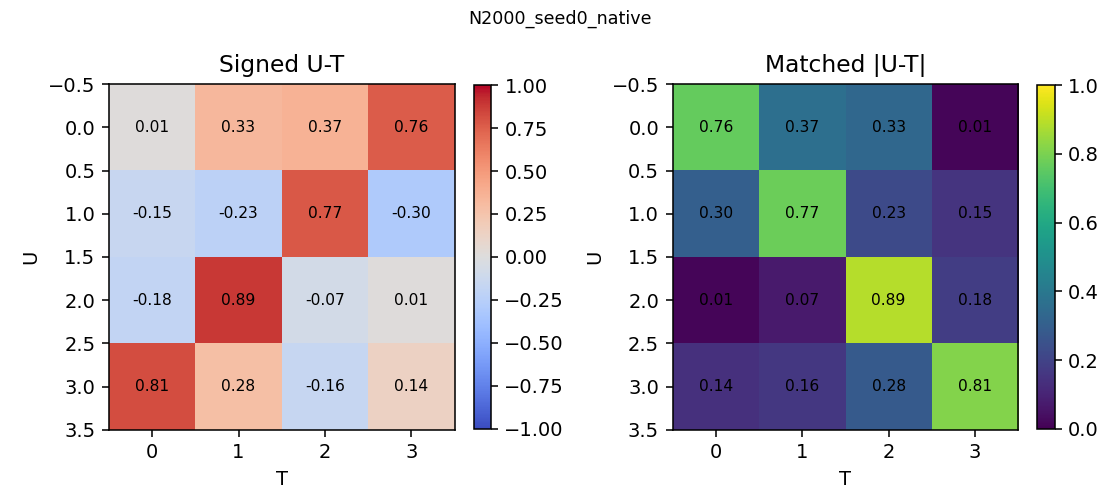 N2000_seed0_native
Signed U-T
−0.5
0.0
0.5
1.0
1.5
2.0
2.5
3.0
3.5
U
0.01 0.33 0.37 0.76
-0.15 -0.23 0.77 -0.30
-0.18 0.89 -0.07 0.01
0.81 0.28 -0.16 0.14
0 1 2 3
T
1.00
0.75
0.50
0.25
0.00
−0.25
−0.50
−0.75
−1.00
Matched |U-T|
−0.5
0.0
0.5
1.0
1.5
2.0
2.5
3.0
3.5
U
0.76 0.37 0.33 0.01
0.30 0.77 0.23 0.15
0.01 0.07 0.89 0.18
0.14 0.16 0.28 0.81
0 1 2 3
T
1.0
0.8
0.6
0.4
0.2
0.0